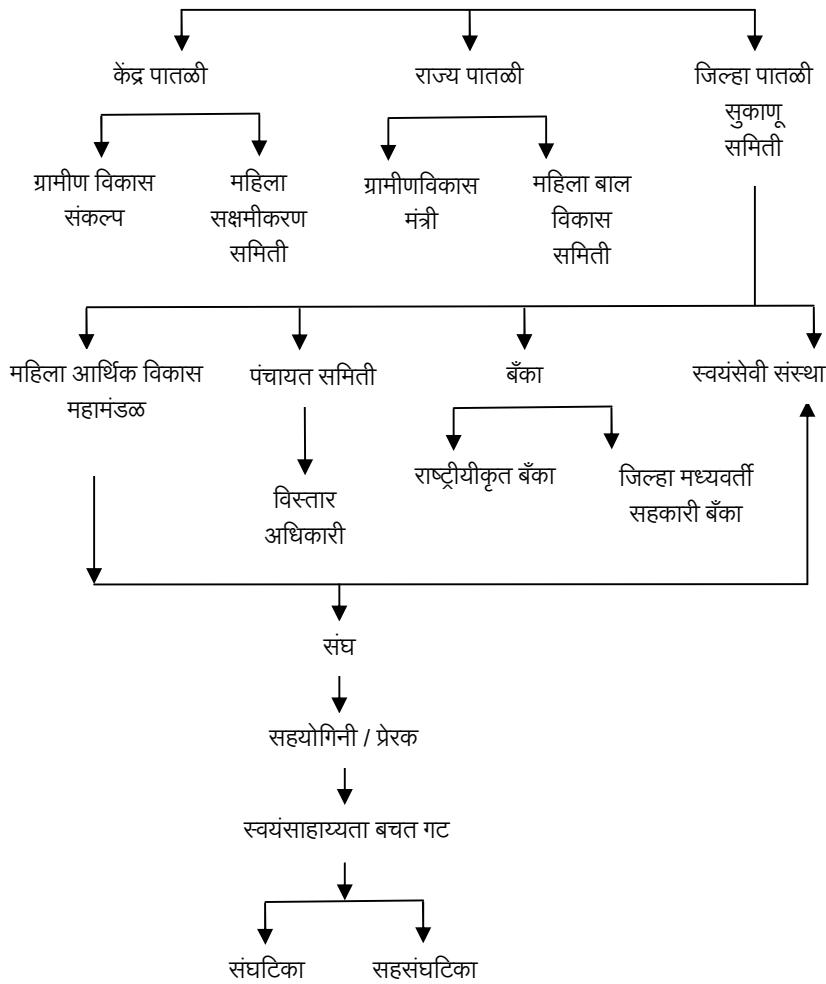 केंद्र पातळी
राज्य पातळी
जिल्हा पातळी
सुकाणू
समिती
ग्रामीण विकास
संकल्प
महिला
सक्षमीकरण
समिती
ग्रामीणविकास
मंत्री
महिला बाल
विकास
समिती
महिला आर्थिक विकास
महामंडळ
पंचायत समिती
बँका
स्वयंसेवी संस्था
विस्तार
अधिकारी
राष्ट्रीयीकृत बँका
जिल्हा मध्यवर्ती
सहकारी बँका
संघ
सहयोगिनी / प्रेरक
स्वयंसाहाय्यता बचत गट
संघटिका
सहसंघटिका